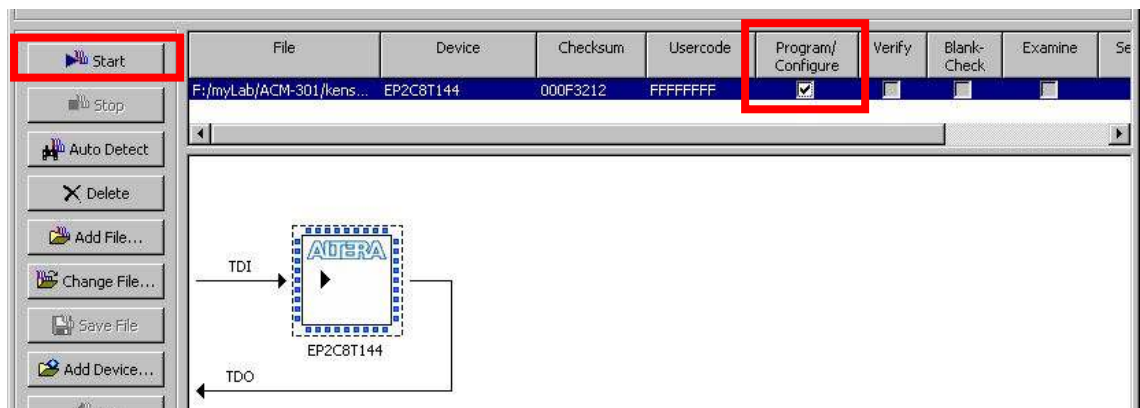 Start
Stop
Auto Detect
Delete
Add File...
Change File...
Save File
Add Device...
File Device Checksum Usercode Program/ Verify Blank- Examine Se
Configure Check
F:/myLab/ACM-301/kens... EP2C8T144 000F3212 FFFFFFFF
ALTERA
TDI
EP2C8T144
TDO